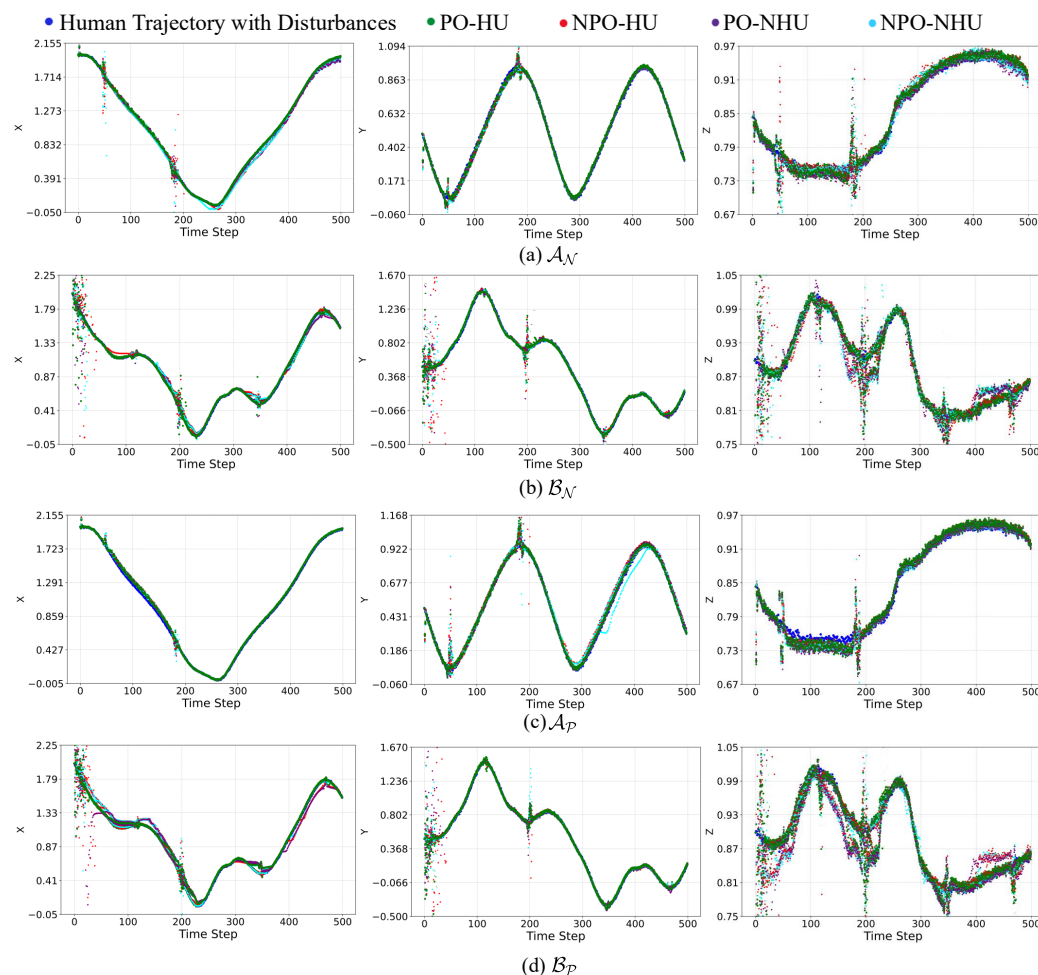 Human Trajectory with Disturbances PO-HU NPO-HU PO-NHU NPO-NHU
2.155
1.714
1.273
0.832
0.391
−0.050
X
0 100 200 300 400 500
Time Step
1.094
0.863
0.632
0.402
0.171
−0.060
Y
0 100 200 300 400 500
Time Step
0.97
0.91
0.85
0.79
0.73
0.67
Z
0 100 200 300 400 500
Time Step
(a) 𝒜𝒩
2.25
1.79
1.33
0.87
0.41
−0.05
X
0 100 200 300 400 500
Time Step
1.670
1.236
0.802
0.368
−0.066
−0.500
Y
0 100 200 300 400 500
Time Step
1.05
0.99
0.93
0.87
0.81
0.75
Z
0 100 200 300 400 500
Time Step
(b) ℬ𝒩
2.155
1.723
1.291
0.859
0.427
−0.005
X
0 100 200 300 400 500
Time Step
1.168
0.922
0.677
0.431
0.186
−0.060
Y
0 100 200 300 400 500
Time Step
0.97
0.91
0.85
0.79
0.73
0.67
Z
0 100 200 300 400 500
Time Step
(c) 𝒜𝒫
2.25
1.79
1.33
0.87
0.41
−0.05
X
0 100 200 300 400 500
Time Step
1.670
1.236
0.802
0.368
−0.066
−0.500
Y
0 100 200 300 400 500
Time Step
1.05
0.99
0.93
0.87
0.81
0.75
Z
0 100 200 300 400 500
Time Step
(d) ℬ𝒫